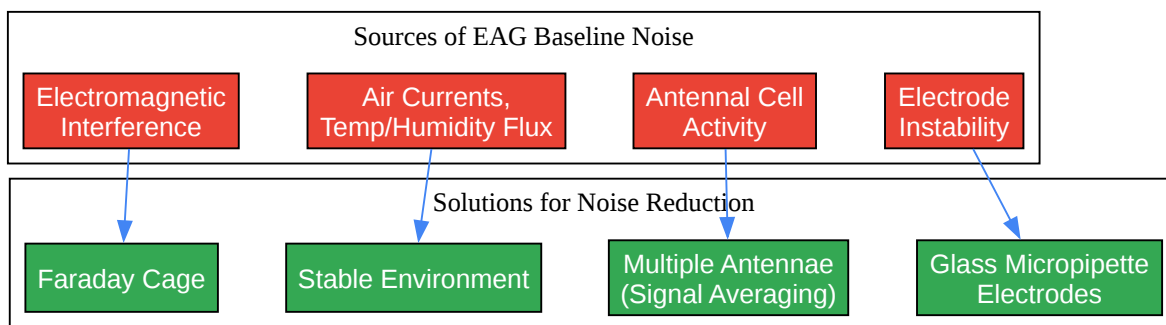 Sources of EAG Baseline Noise
Electromagnetic
Interference
Air Currents,
Temp/Humidity Flux
Antennal Cell
Activity
Electrode
Instability
Solutions for Noise Reduction
Faraday Cage
Stable Environment
Multiple Antennae
(Signal Averaging)
Glass Micropipette
Electrodes